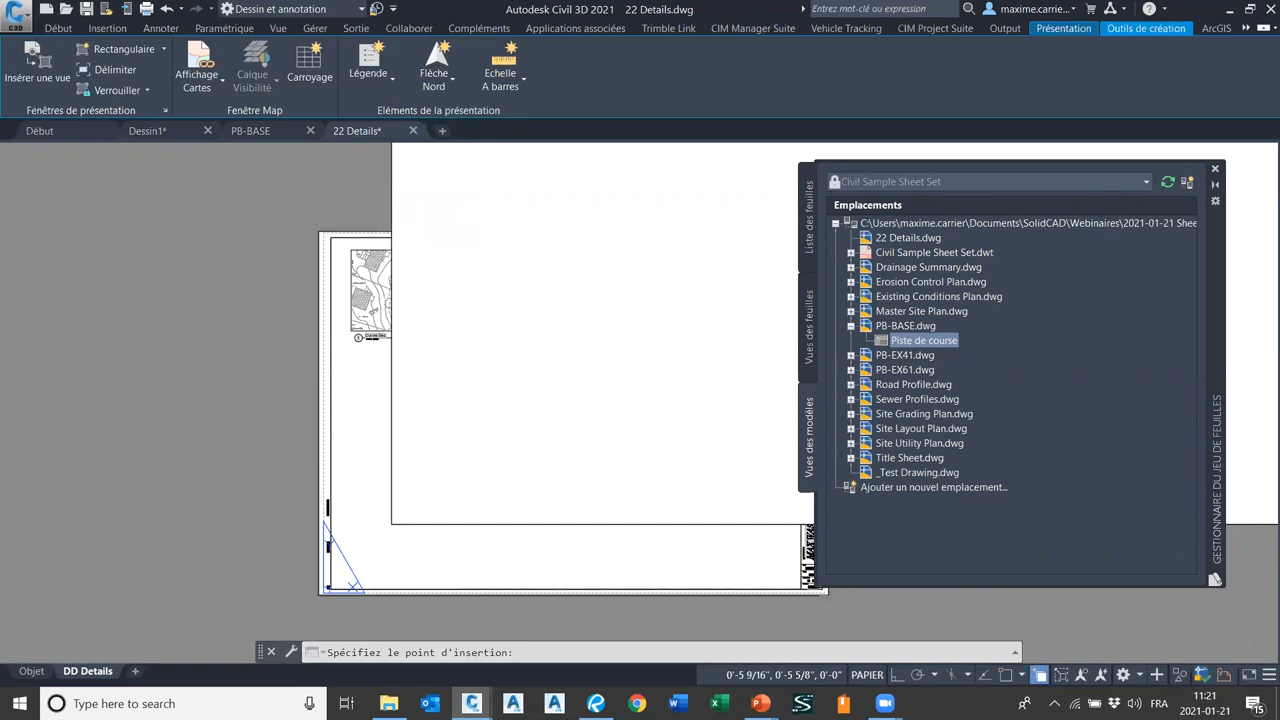 Dessin et annotation
Autodesk Civil 3D 2021 22 Details.dwg
Entrez mot-clé ou expression
maxime.carrie...
C3D
Début Insertion Annoter Paramétrique Vue Gérer Sortie Collaborer Compléments Applications associées Trimble Link CIM Manager Suite Vehicle Tracking CIM Project Suite Output Présentation Outils de création ArcGIS
Insérer une vue
Rectangulaire
Délimiter
Verrouiller
Affichage
Cartes
Calque
Visibilité
Carroyage
Légende
Flèche
Nord
Echelle
A barres
Fenêtres de présentation Fenêtre Map Eléments de la présentation
Début Dessin1* PB-BASE 22 Details*
Civil Sample Sheet Set
Liste des feuilles
Vues des feuilles
Vues des modèles
Emplacements
C:\Users\maxime.carrier\Documents\SolidCAD\Webinaires\2021-01-21 Shee
22 Details.dwg
Civil Sample Sheet Set.dwt
Drainage Summary.dwg
Erosion Control Plan.dwg
Existing Conditions Plan.dwg
Master Site Plan.dwg
PB-BASE.dwg
Piste de course
PB-EX41.dwg
PB-EX61.dwg
Road Profile.dwg
Sewer Profiles.dwg
Site Grading Plan.dwg
Site Layout Plan.dwg
Site Utility Plan.dwg
Title Sheet.dwg
_Test Drawing.dwg
Ajouter un nouvel emplacement...
GESTIONNAIRE DU JEU DE FEUILLES
Spécifiez le point d'insertion:
Objet DD Details
0'-5 9/16", 0'-5 5/8", 0'-0" PAPIER
Type here to search
FRA
11:21
2021-01-21
15